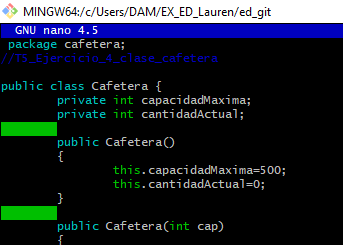 MINGW64:/c/Users/DAM/EX_ED_Lauren/ed_git
GNU nano 4.5
package cafetera;
//T5_Ejercicio_4_clase_cafetera
public class Cafetera {
private int capacidadMaxima;
private int cantidadActual;
public Cafetera()
{
this.capacidadMaxima=500;
this.cantidadActual=0;
}
public Cafetera(int cap)
{